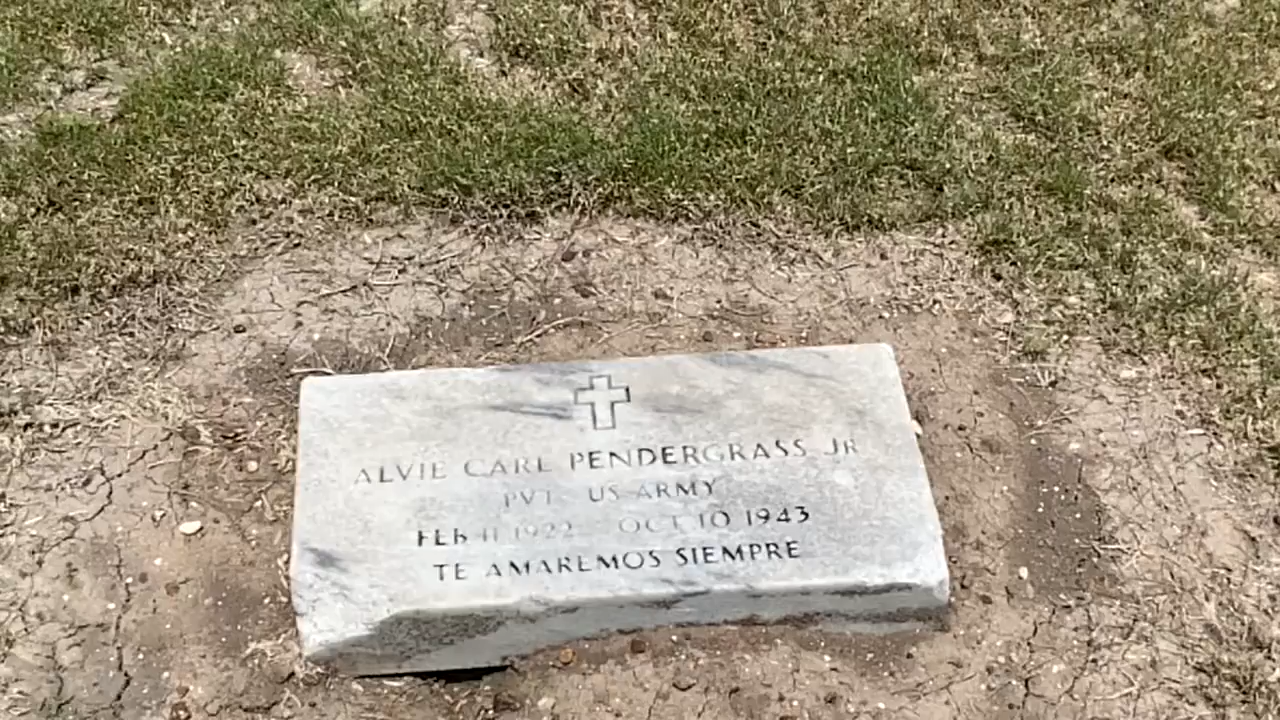 ALVIE CARL PENDERGRASS JR
PVT US ARMY
FEB 11 1922 OCT 10 1943
TE AMAREMOS SIEMPRE